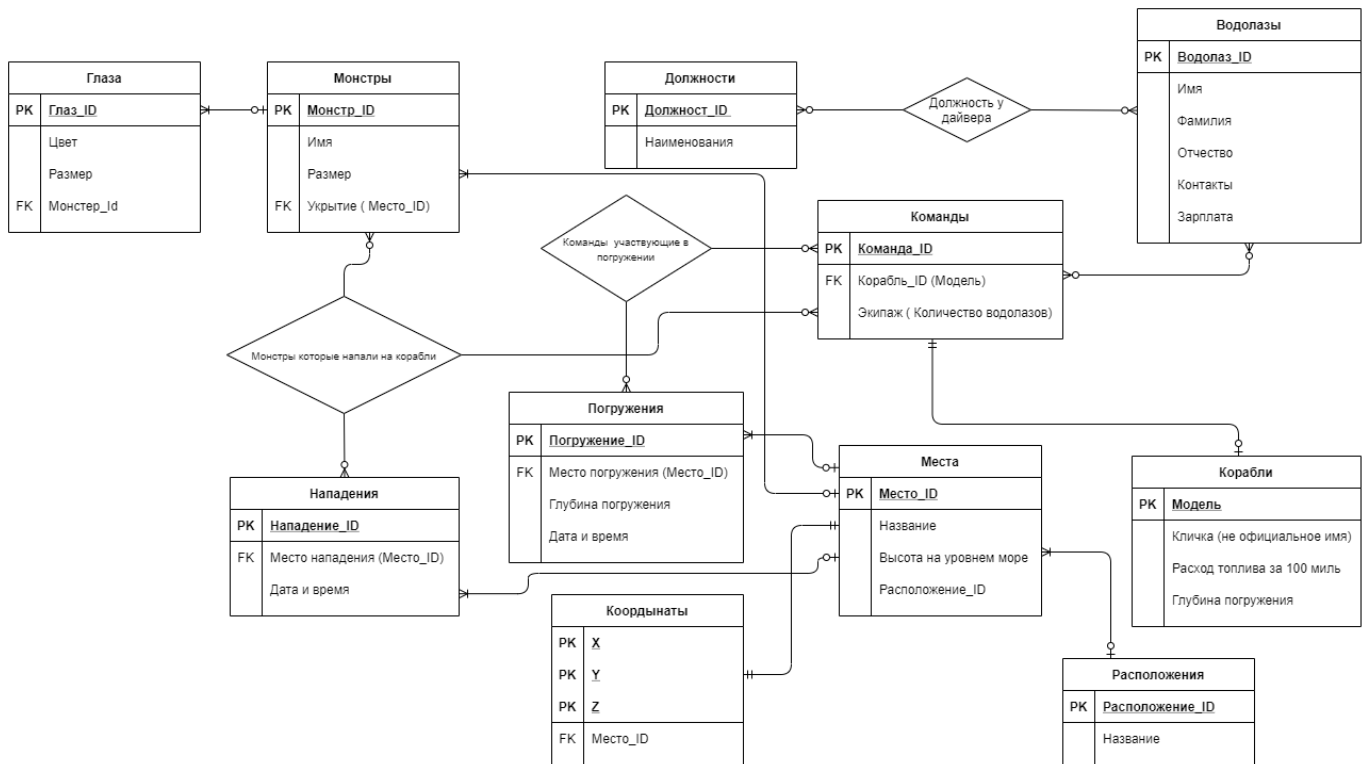 Водолазы
PK Водолаз_ID
Имя
Фамилия
Отчество
Контакты
Зарплата
Глаза
PK Глаз_ID
Цвет
Размер
FK Монстер_Id
Монстры
PK Монстр_ID
Имя
Размер
FK Укрытие ( Место_ID)
Должности
PK Должност_ID
Наименования
Должность у
дайвера
Команды
PK Команда_ID
FK Корабль_ID (Модель)
Экипаж ( Количество водолазов)
Команды участвующие в
погружении
Монстры которые напали на корабли
Погружения
PK Погружение_ID
FK Место погружения (Место_ID)
Глубина погружения
Дата и время
Места
PK Место_ID
Название
Высота на уровнем море
Расположение_ID
Корабли
PK Модель
Кличка (не официальное имя)
Расход топлива за 100 миль
Глубина погружения
Нападения
PK Нападение_ID
FK Место нападения (Место_ID)
Дата и время
Коордынаты
PK X
PK Y
PK Z
FK Место_ID
Расположения
PK Расположение_ID
Название